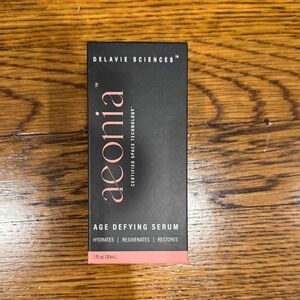 DELAVIE SCIENCES™
aeonia™
CERTIFIED SPACE TECHNOLOGY™
AGE DEFYING SERUM
HYDRATES | REJUVENATES | RESTORES
1 fl oz (30mL)